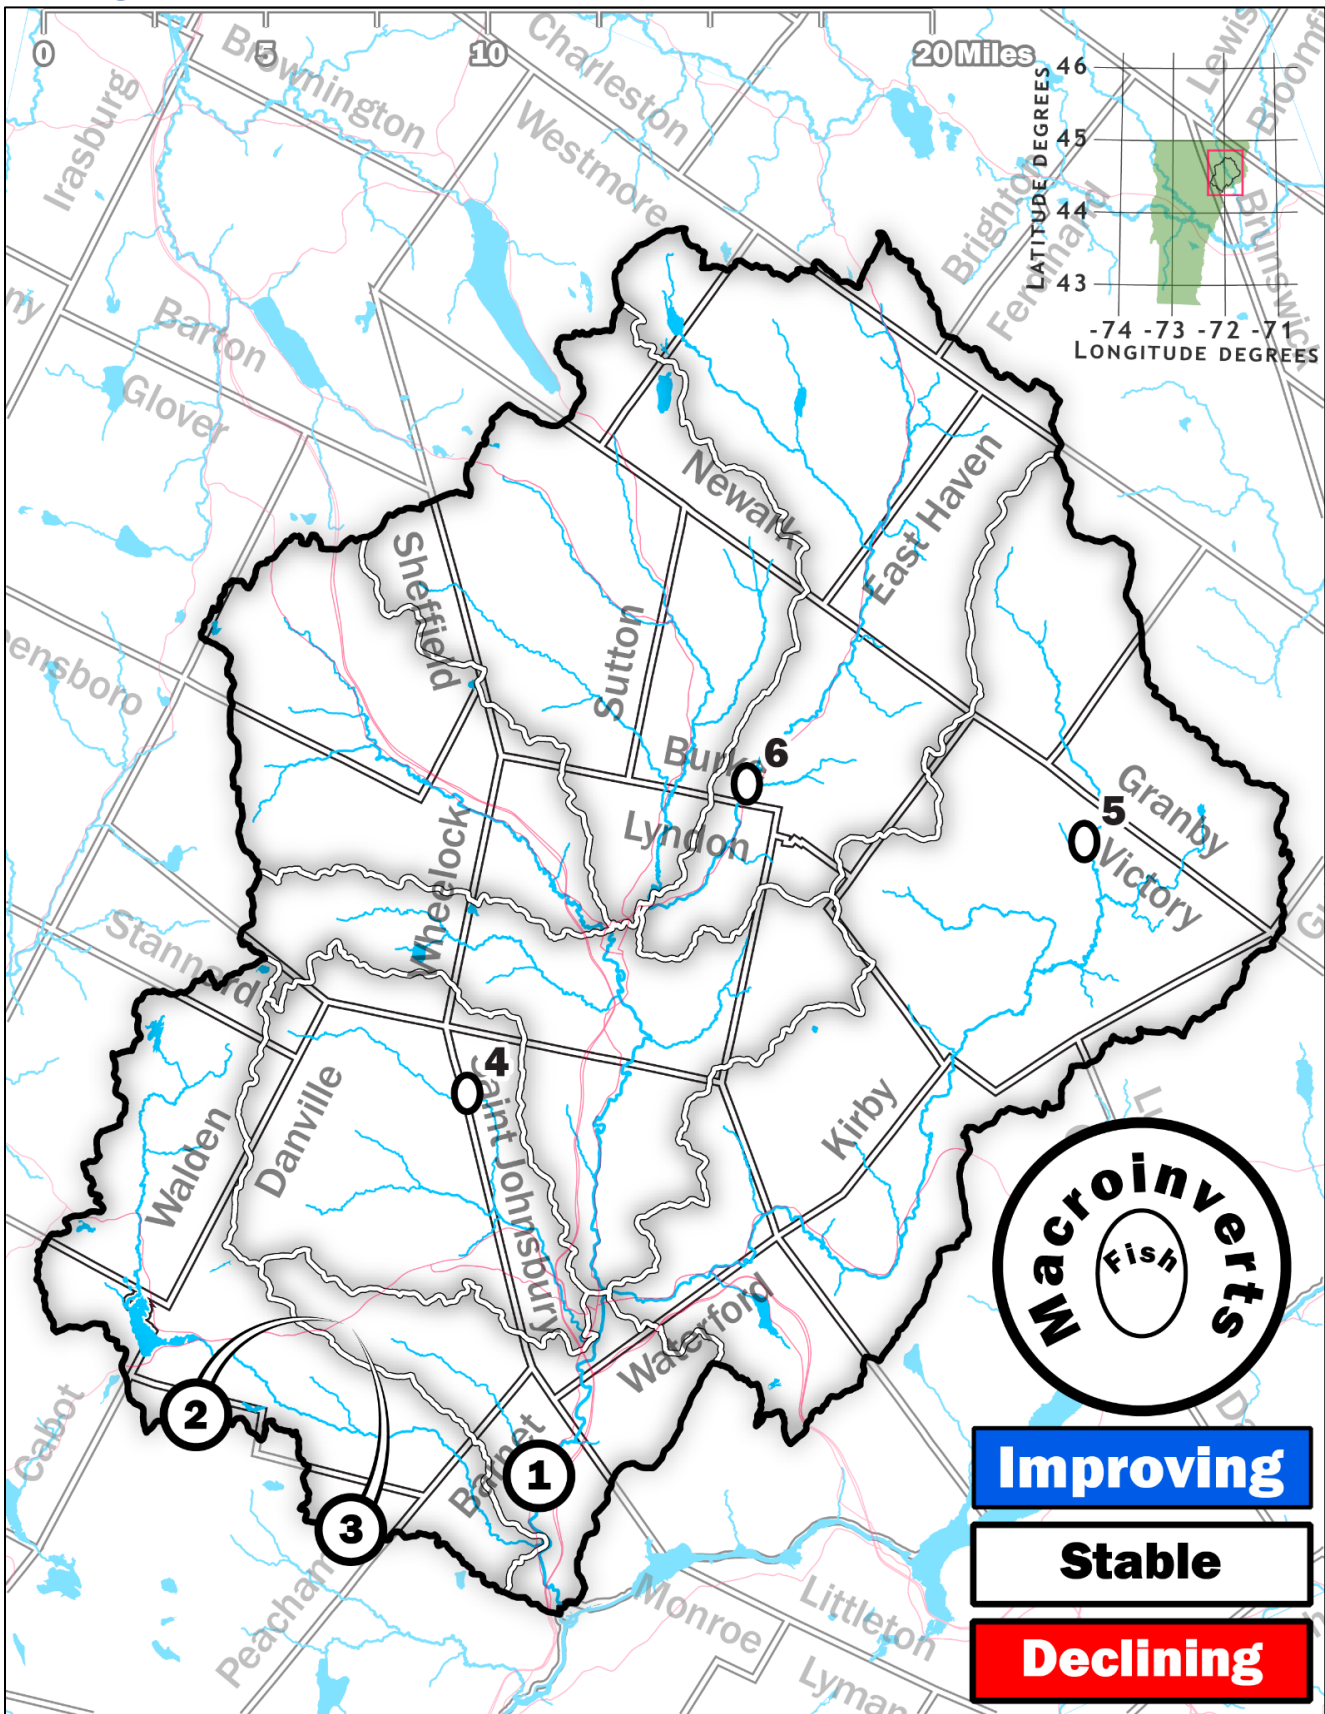 0 5 10 20 Miles
Irasburg
Brownington
Charleston
Westmore
Lewis
Brighton
Ferdinand
Brunswick
LATITUDE DEGREES
46
45
44
43
-74 -73 -72 -71
LONGITUDE DEGREES
Barton
Glover
Newark
East Haven
Sheffield
Sutton
Burke
6
Lyndon
Wheelock
Granby
5
Victory
Stannard
4
Saint Johnsbury
Danville
Walden
Kirby
Waterford
Macroinverts
Fish
2
Cabot
Barnet
1
3
Peacham
Monroe
Littleton
Lyman
Improving
Stable
Declining